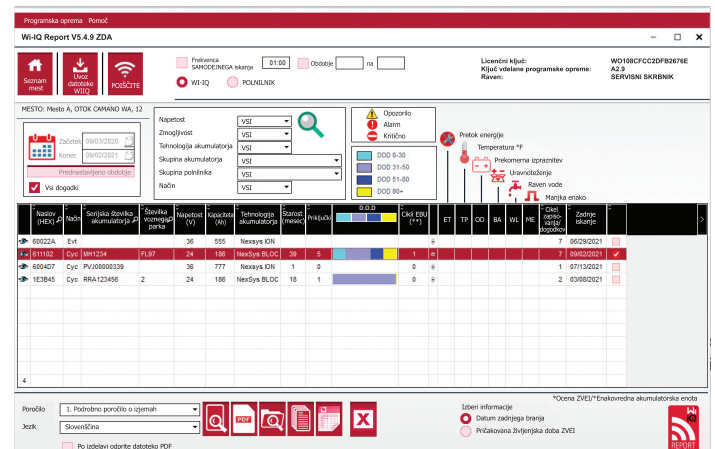 Programska oprema Pomoč
Wi-IQ Report V5.4.9 ZDA
Seznam mest
Uvoz datoteke WIIQ
POIŠČITE
Frekvenca SAMODEJNEGA iskanja 01:00 Obdobje na
WI-IQ POLNILNIK
Licenčni ključ: WO108CFCC2DFB2676E
Ključ vdelane programske opreme: A2.9
Raven: SERVISNI SKRBNIK
MESTO: Mesto A, OTOK CAMANO WA, 12
Začetek 09/03/2020
Konec 09/02/2021
Prednastavljeno obdobje
Vsi dogodki
Napetost VSI
Zmogljivost VSI
Tehnologija akumulatorja VSI
Skupina akumulatorja VSI
Skupina polnilnika VSI
Način VSI
Opozorilo
Alarm
Kritično
DOD 0-30
DOD 31-50
DOD 51-80
DOD 80+
Pretok energije
Temperatura °F
Prekomerna izpraznitev
Uravnoteženje
Raven vode
Manjka enako
Naslov (HEX) Način Serijska številka akumulatorja Številka voznega parka Napetost (V) Kapaciteta (Ah) Tehnologija akumulatorja Starost (mesec) Priključki D.O.D Cikli EBU (**) ET TP OD BA WL ME Cikel zapisovanja/ dogodkov Zadnje iskanje
60022A Evt 36 555 Nexsys ION 7 06/29/2021
611102 Cyc MH1234 FL97 24 186 NexSys BLOC 39 5 1 7 09/02/2021
6004D7 Cyc PVJ00000339 36 777 Nexsys ION 1 0 0 1 07/13/2021
1E3B45 Cyc RRA123456 2 24 186 NexSys BLOC 18 1 0 2 03/08/2021
4
*Ocena ZVEI/*Enakovredna akumulatorska enota
Poročilo 1. Podrobno poročilo o izjemah
Jezik Slovenščina
Po izdelavi odprite datoteko PDF
PDF
Izberi informacije
Datum zadnjega branja
Pričakovana življenjska doba ZVEI
Wi iQ
REPORT